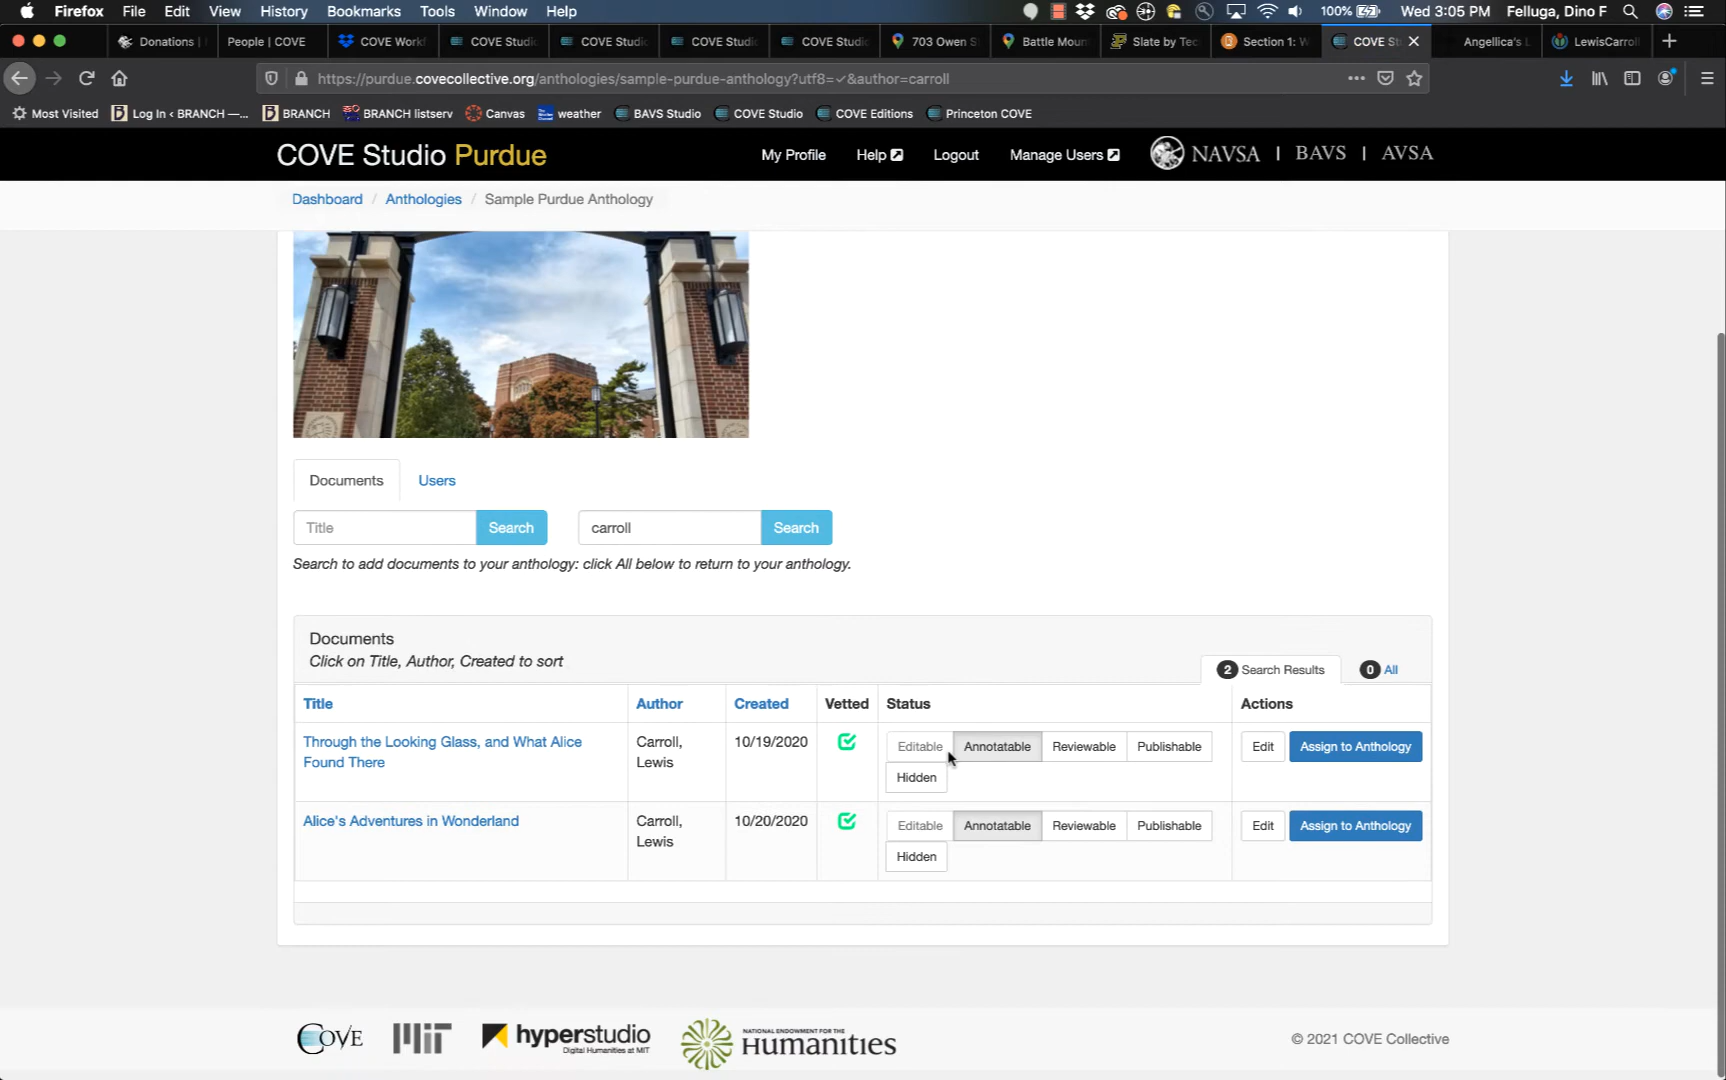 Firefox File Edit View History Bookmarks Tools Window Help 100% Wed 3:05 PM Felluga, Dino F
Donations | People | COVE COVE Work COVE Studi COVE Studi COVE Studi COVE Studi 703 Owen S Battle Moun Slate by Tec Section 1: W COVE St Angellica's L LewisCarrol
https://purdue.covecollective.org/anthologies/sample-purdue-anthology?utf8=✓&author=carroll
Most Visited Log In < BRANCH —... BRANCH BRANCH listserv Canvas weather BAVS Studio COVE Studio COVE Editions Princeton COVE
COVE Studio Purdue My Profile Help Logout Manage Users NAVSA | BAVS | AVSA
Dashboard / Anthologies / Sample Purdue Anthology
Documents Users
Title Search carroll Search
Search to add documents to your anthology: click All below to return to your anthology.
Documents
Click on Title, Author, Created to sort
2 Search Results 0 All
Title Author Created Vetted Status Actions
Through the Looking Glass, and What Alice Found There Carroll, Lewis 10/19/2020 Editable Annotatable Reviewable Publishable Hidden Edit Assign to Anthology
Alice's Adventures in Wonderland Carroll, Lewis 10/20/2020 Editable Annotatable Reviewable Publishable Hidden Edit Assign to Anthology
COVE MIT hyperstudio Digital Humanities at MIT NATIONAL ENDOWMENT FOR THE HUMANITIES © 2021 COVE Collective